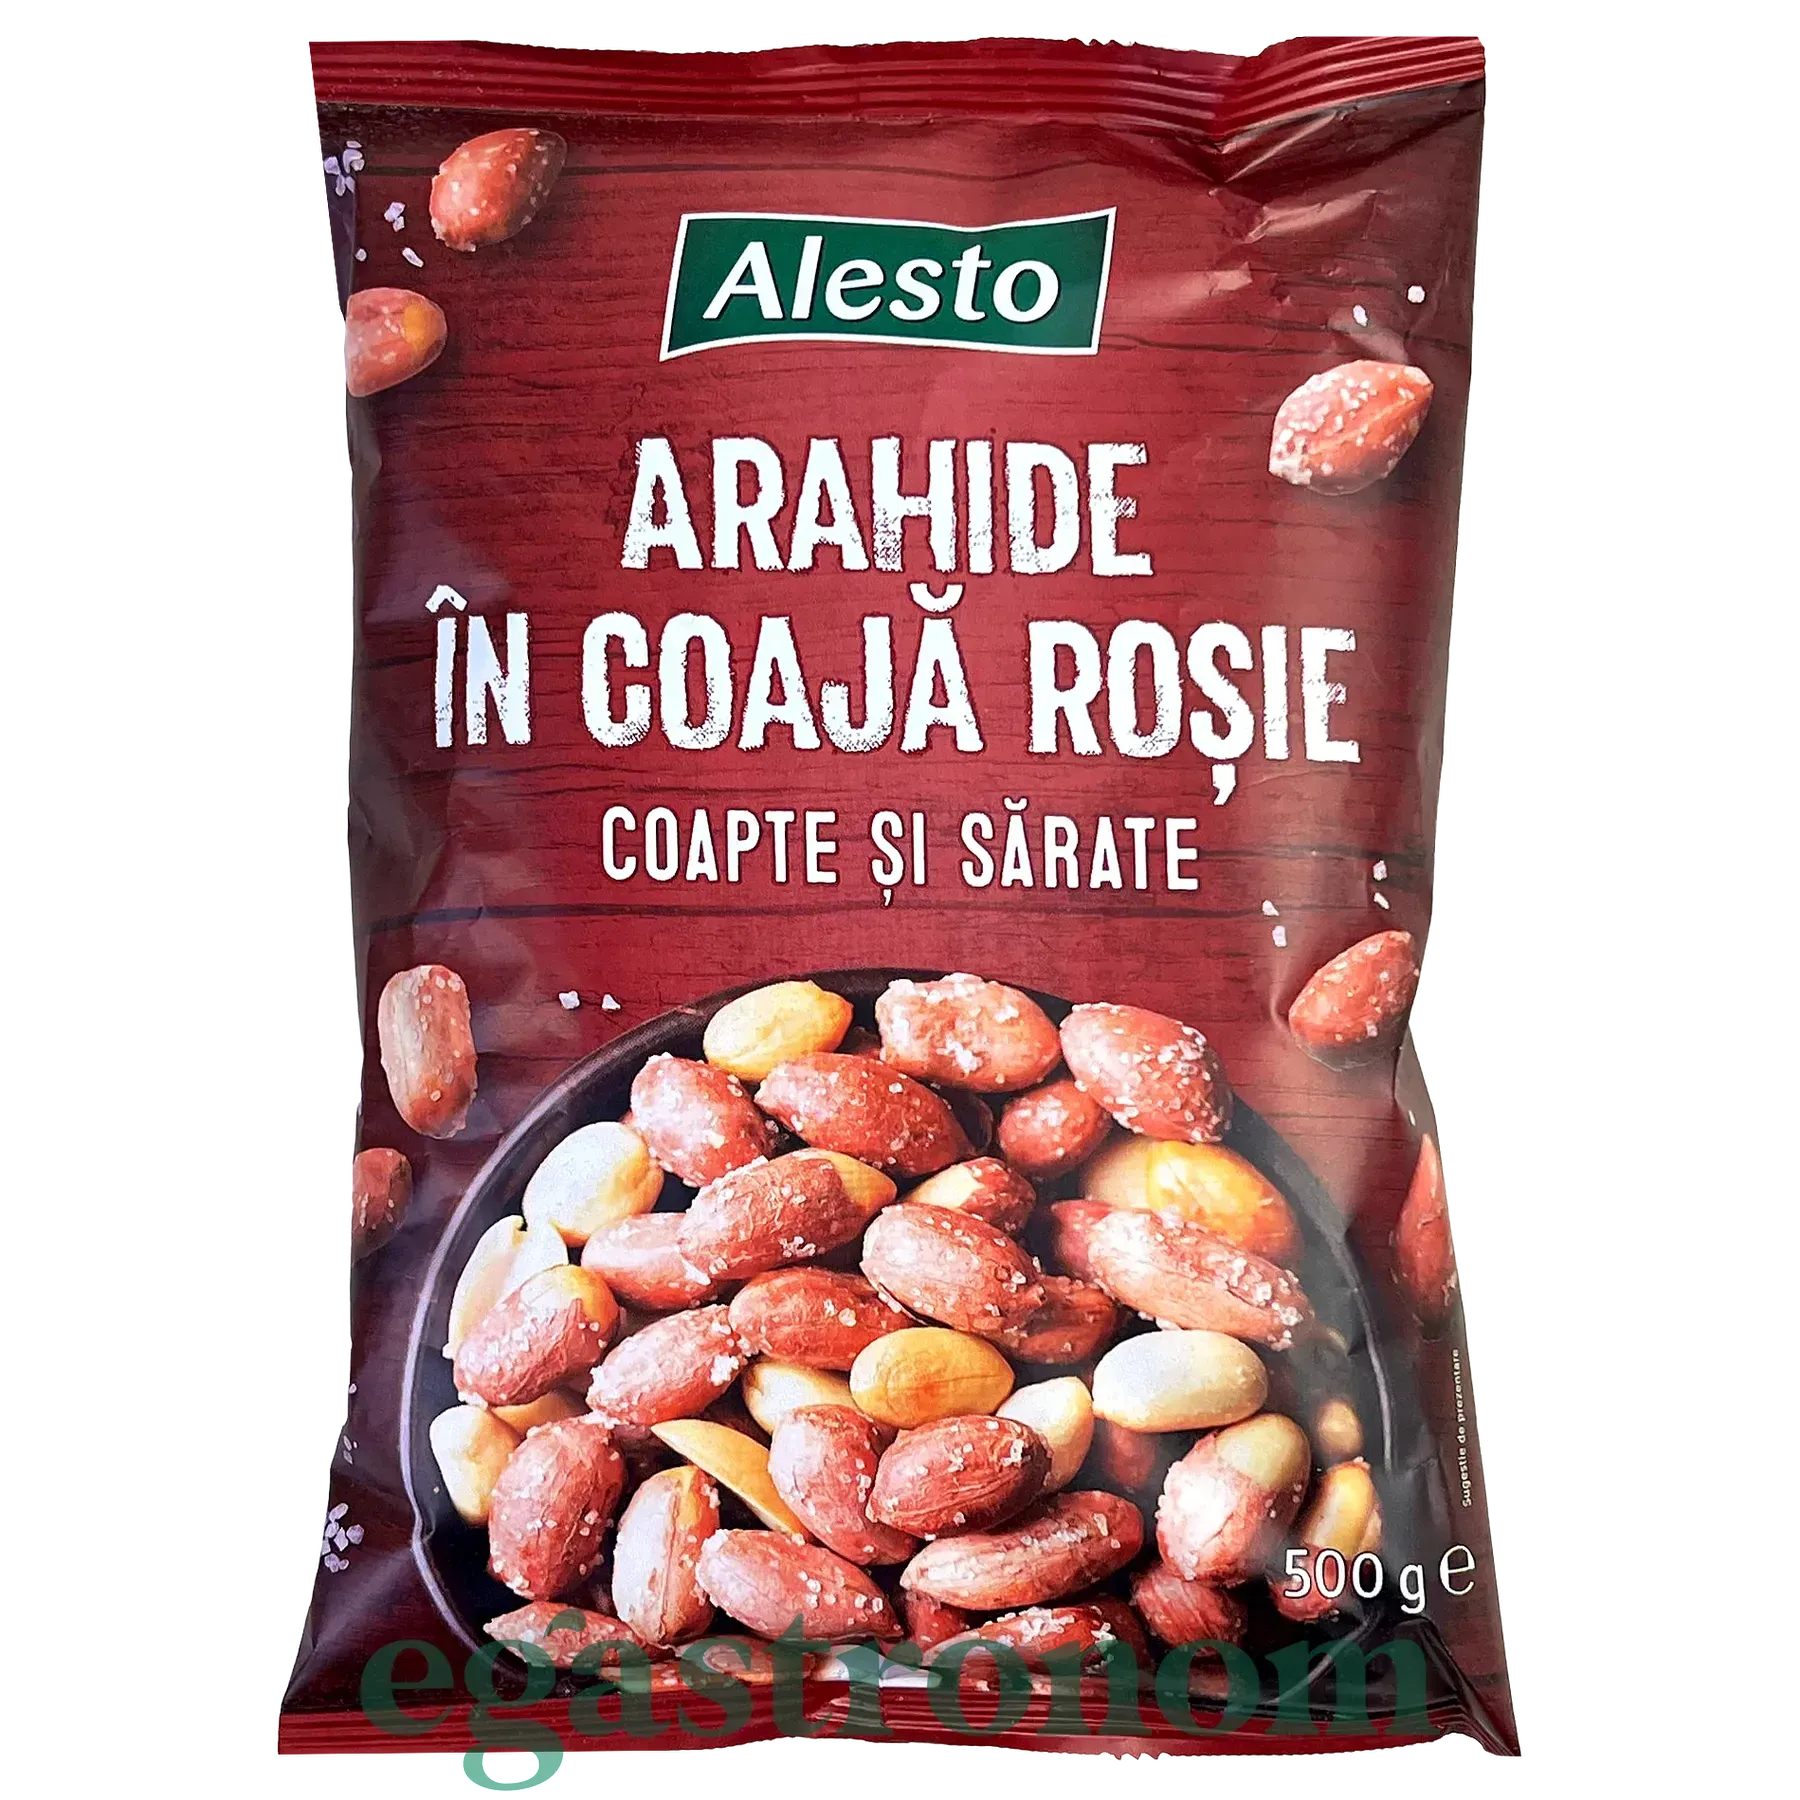 Alesto
ARAHIDE
ÎN COAJĂ ROȘIE
COAPTE ȘI SĂRATE
Sugestie de prezentare
500 g e
egastronom